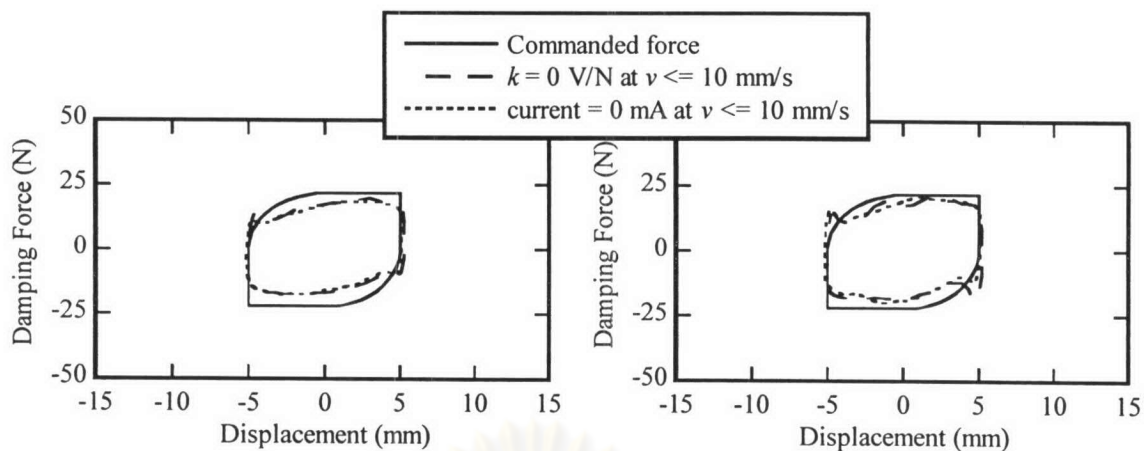 Commanded force
k = 0 V/N at v <= 10 mm/s
current = 0 mA at v <= 10 mm/s
Damping Force (N)
50
25
0
-25
-50
-15 -10 -5 0 5 10 15
Displacement (mm)
Damping Force (N)
25
0
-25
-50
-15 -10 -5 0 5 10 15
Displacement (mm)